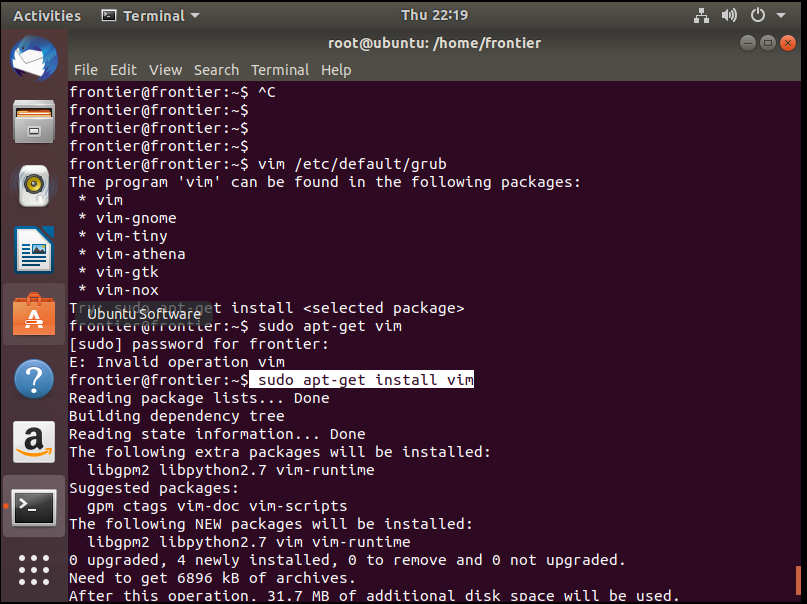 Activities Terminal Thu 22:19
root@ubuntu: /home/frontier
File Edit View Search Terminal Help
frontier@frontier:~$ ^C
frontier@frontier:~$
frontier@frontier:~$
frontier@frontier:~$
frontier@frontier:~$ vim /etc/default/grub
The program 'vim' can be found in the following packages:
* vim
* vim-gnome
* vim-tiny
* vim-athena
* vim-gtk
* vim-nox
Try: sudo apt-get install <selected package>
Ubuntu Software
frontier@frontier:~$ sudo apt-get vim
[sudo] password for frontier:
E: Invalid operation vim
frontier@frontier:~$ sudo apt-get install vim
Reading package lists... Done
Building dependency tree
Reading state information... Done
The following extra packages will be installed:
libgpm2 libpython2.7 vim-runtime
Suggested packages:
gpm ctags vim-doc vim-scripts
The following NEW packages will be installed:
libgpm2 libpython2.7 vim vim-runtime
0 upgraded, 4 newly installed, 0 to remove and 0 not upgraded.
Need to get 6896 kB of archives.
After this operation, 31.7 MB of additional disk space will be used.